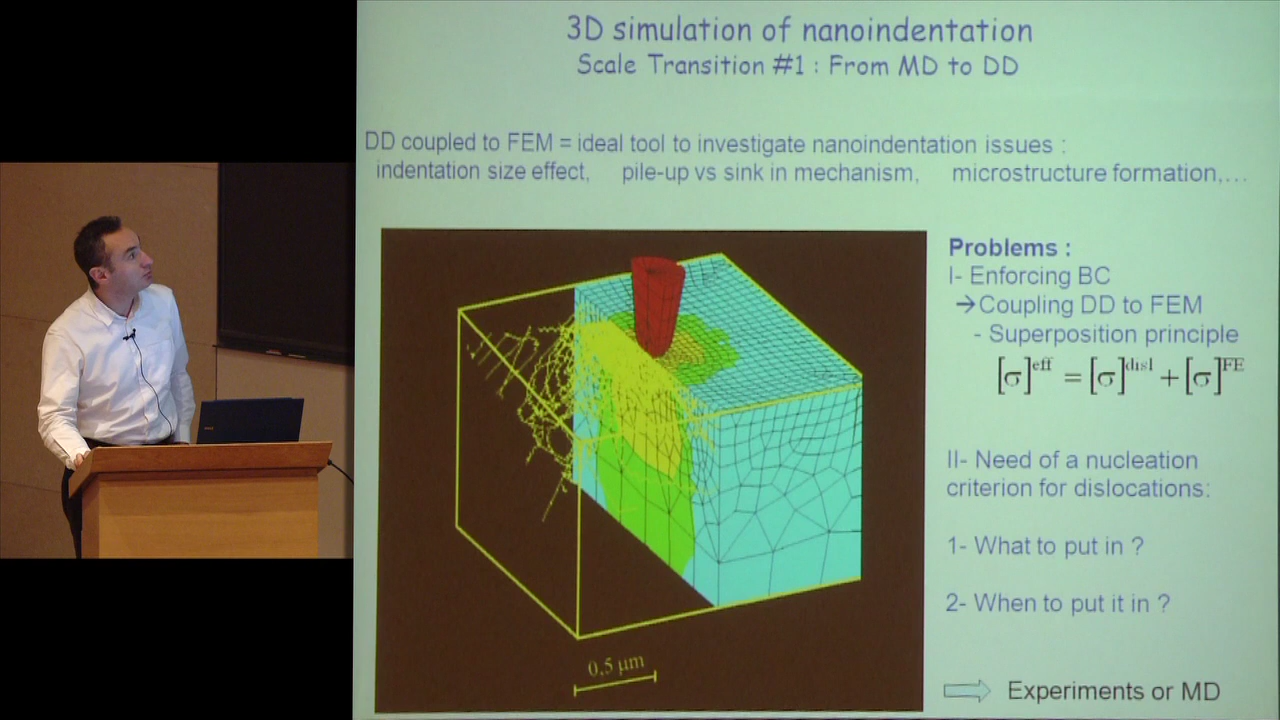 3D simulation of nanoindentation
Scale Transition #1 : From MD to DD
DD coupled to FEM = ideal tool to investigate nanoindentation issues :
indentation size effect, pile-up vs sink in mechanism, microstructure formation,...
Problems :
I- Enforcing BC
→Coupling DD to FEM
- Superposition principle
[σ]^eff = [σ]^disl + [σ]^FE
II- Need of a nucleation
criterion for dislocations:
1- What to put in ?
2- When to put it in ?
0,5 µm
Experiments or MD